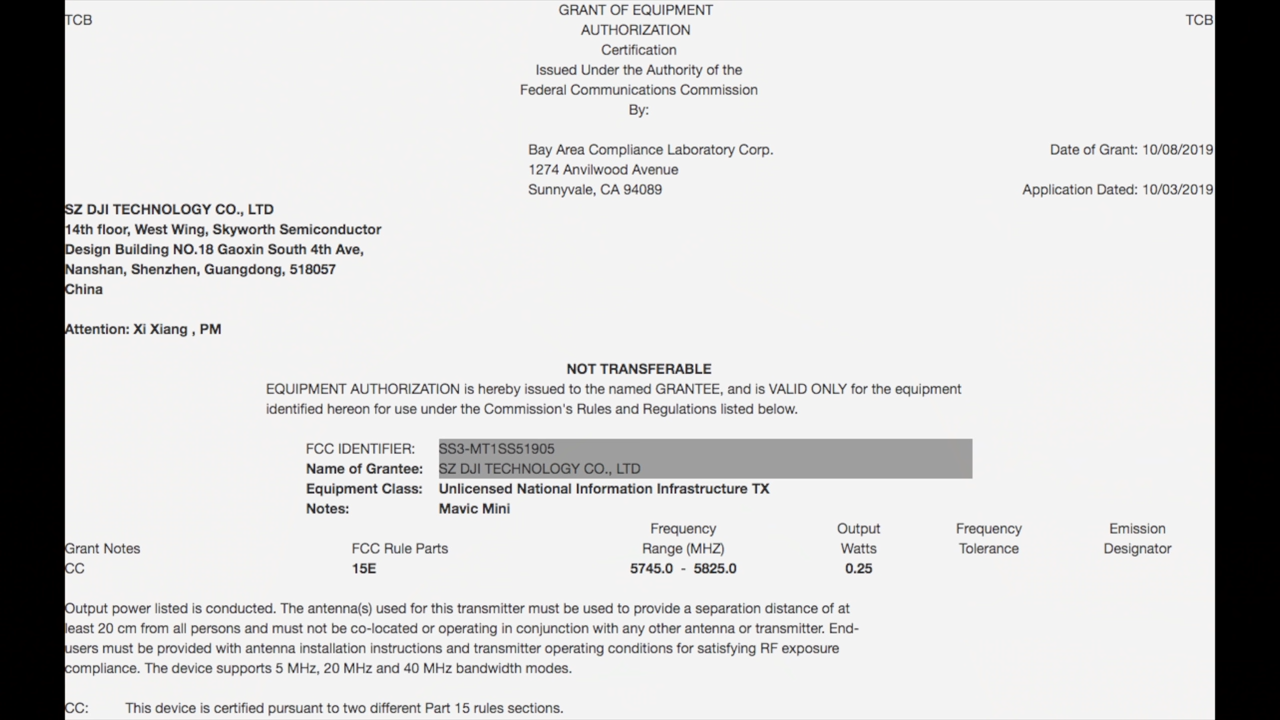 TCB
GRANT OF EQUIPMENT
TCB
AUTHORIZATION
Certification
Issued Under the Authority of the
Federal Communications Commission
By:
Bay Area Compliance Laboratory Corp.
Date of Grant: 10/08/2019
1274 Anvilwood Avenue
Sunnyvale, CA 94089
Application Dated: 10/03/2019
SZ DJI TECHNOLOGY CO., LTD
14th floor, West Wing, Skyworth Semiconductor
Design Building NO.18 Gaoxin South 4th Ave,
Nanshan, Shenzhen, Guangdong, 518057
China
Attention: Xi Xiang , PM
NOT TRANSFERABLE
EQUIPMENT AUTHORIZATION is hereby issued to the named GRANTEE, and is VALID ONLY for the equipment
identified hereon for use under the Commission's Rules and Regulations listed below.
FCC IDENTIFIER: SS3-MT1SS51905
Name of Grantee: SZ DJI TECHNOLOGY CO., LTD
Equipment Class: Unlicensed National Information Infrastructure TX
Notes: Mavic Mini
Grant Notes
FCC Rule Parts
Frequency
Range (MHZ)
Output
Watts
Frequency
Tolerance
Emission
Designator
CC 15E 5745.0 - 5825.0 0.25
Output power listed is conducted. The antenna(s) used for this transmitter must be used to provide a separation distance of at
least 20 cm from all persons and must not be co-located or operating in conjunction with any other antenna or transmitter. End-
users must be provided with antenna installation instructions and transmitter operating conditions for satisfying RF exposure
compliance. The device supports 5 MHz, 20 MHz and 40 MHz bandwidth modes.
CC: This device is certified pursuant to two different Part 15 rules sections.